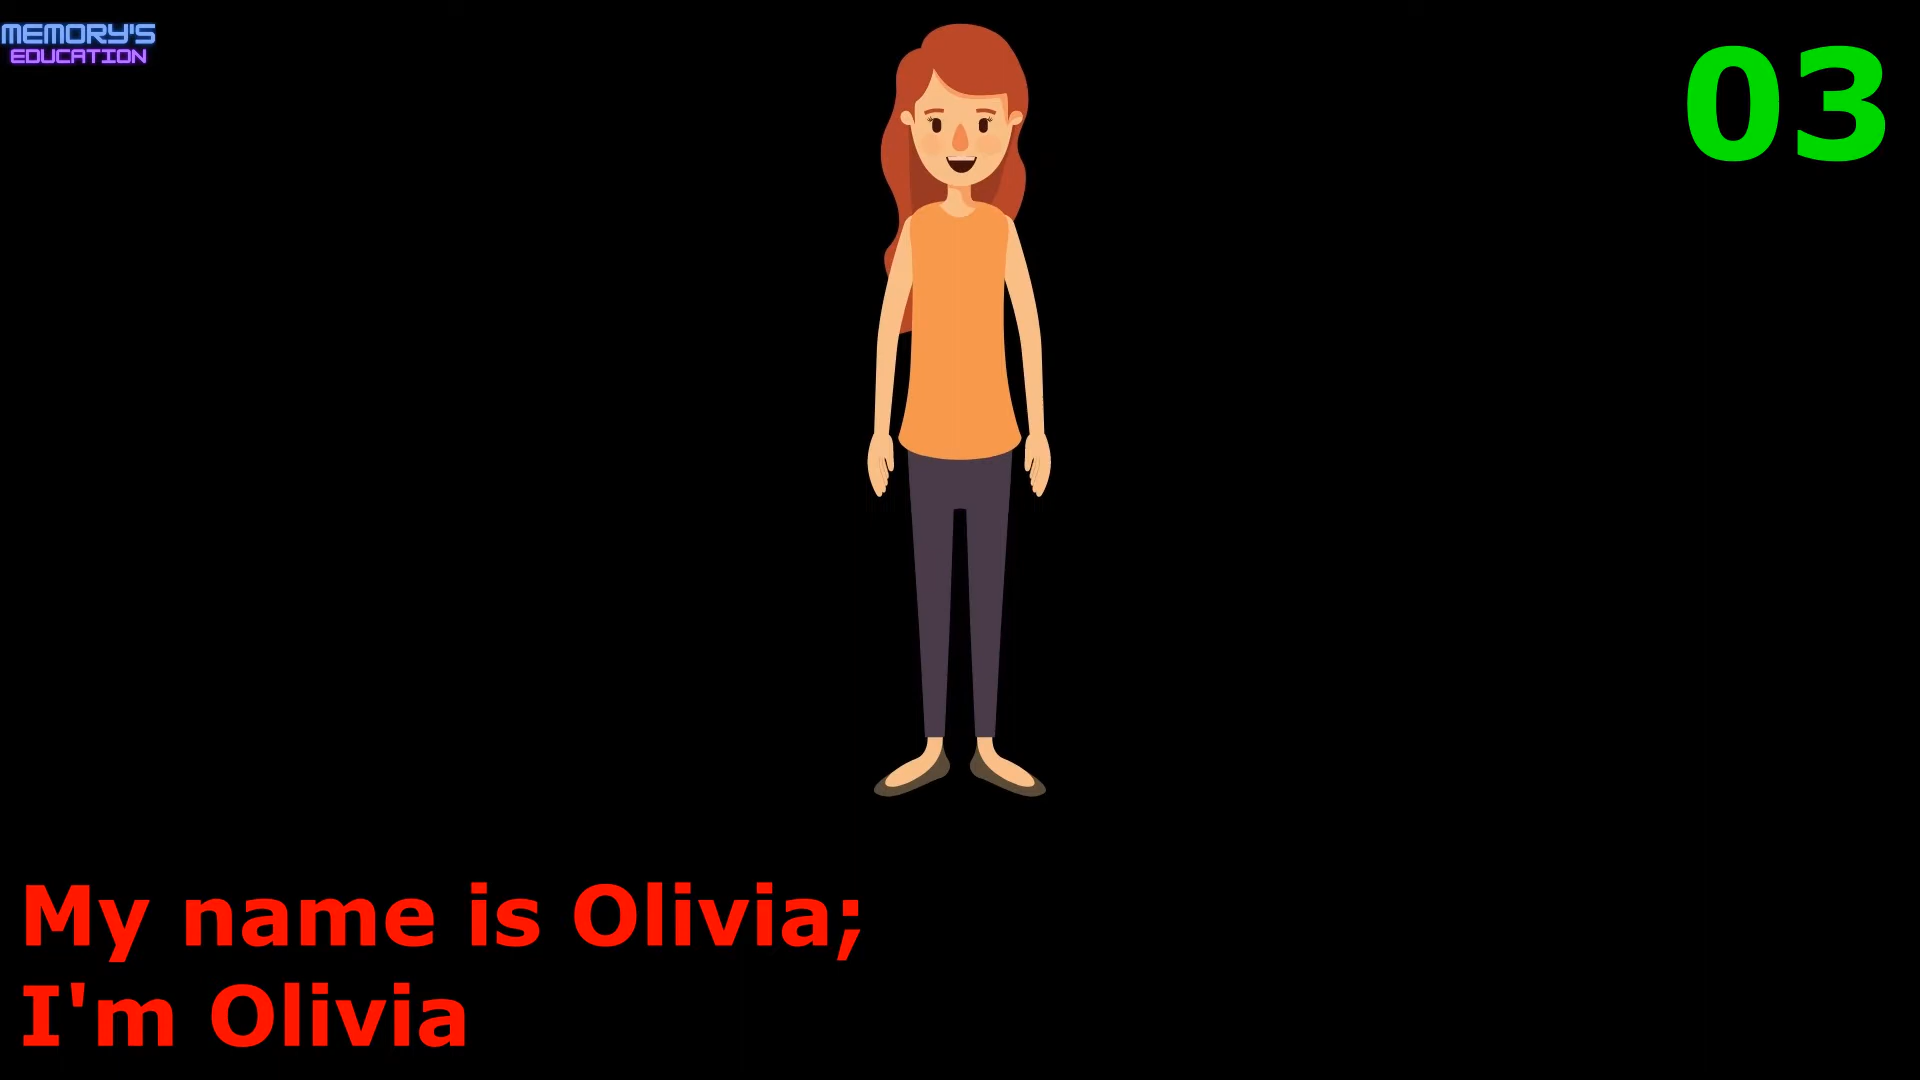 MEMORY'S
EDUCATION
03
My name is Olivia;
I'm Olivia